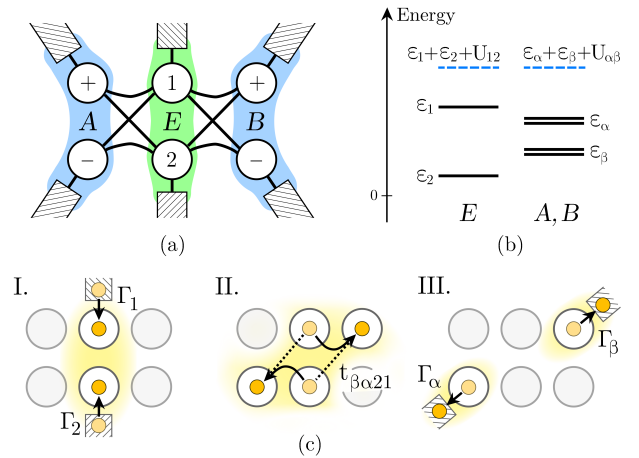 + 1 +
A E B
− 2 −
(a)
Energy
ε₁+ε₂+U₁₂ εα+εβ+Uαβ
ε₁
εα
εβ
ε₂
0
E A, B
(b)
I. II. III.
Γ₁
Γβ
tβα21
Γα
Γ₂
(c)